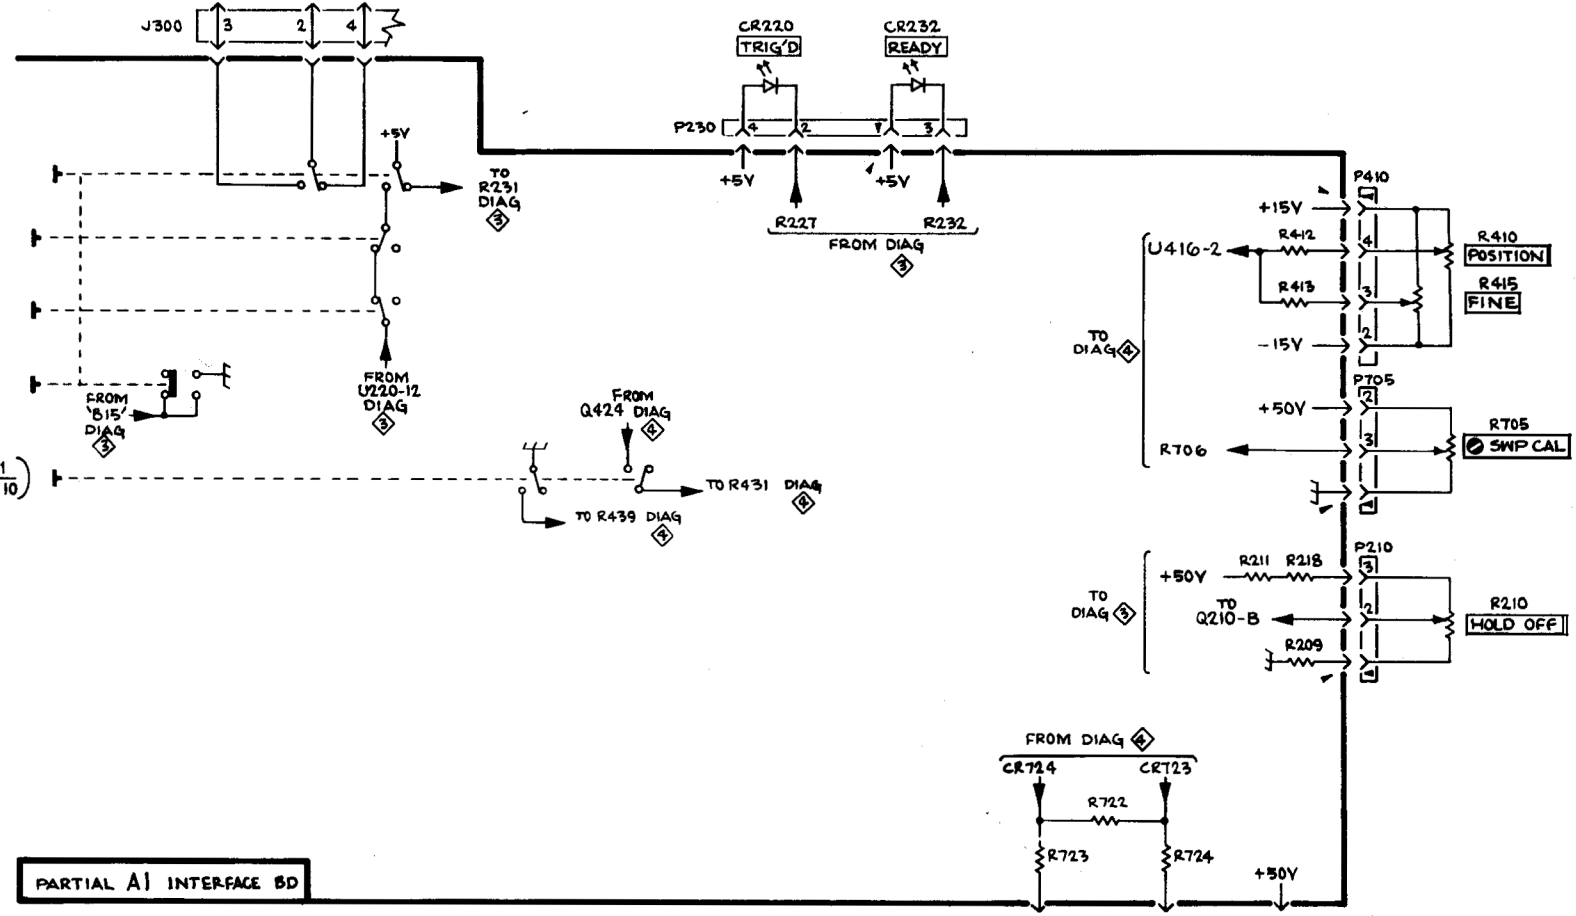 J300
3
2
4
CR220
TRIG'D
CR232
READY
P230
4
2
3
+5V
+5V
+5V
TO
R231
DIAG
3
R227
R232
FROM DIAG
3
P410
+15V
R412
4
U416-2
R410
POSITION
R413
3
R415
FINE
-15V
2
TO
DIAG 4
P705
+50V
2
R706
3
R705
SWP CAL
FROM
U220-12
DIAG
3
FROM
'B15'
DIAG
3
FROM
Q424 DIAG
4
1
10)
TO R431 DIAG
4
TO R439 DIAG
4
P210
+50V
R211
R218
3
TO
DIAG 3
TO
Q210-B
2
R210
HOLD OFF
R209
FROM DIAG 4
CR724
CR723
R722
R723
R724
+50V
PARTIAL A1 INTERFACE BD